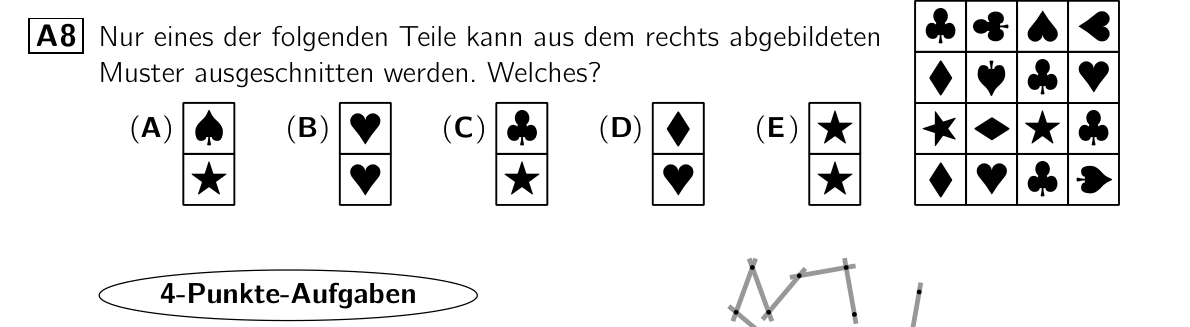 A8 Nur eines der folgenden Teile kann aus dem rechts abgebildeten
Muster ausgeschnitten werden. Welches?
(A) (B) (C) (D) (E)
4-Punkte-Aufgaben